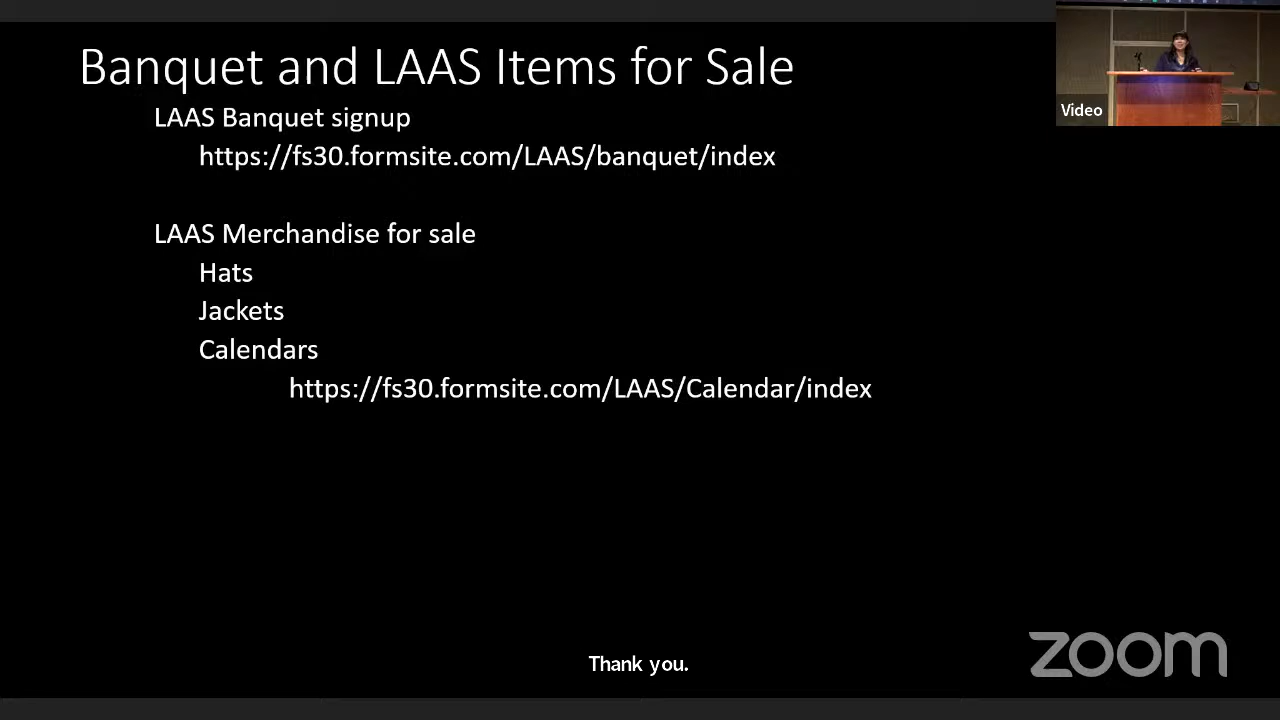 Banquet and LAAS Items for Sale
LAAS Banquet signup
https://fs30.formsite.com/LAAS/banquet/index
LAAS Merchandise for sale
Hats
Jackets
Calendars
https://fs30.formsite.com/LAAS/Calendar/index
Video
Thank you.
zoom